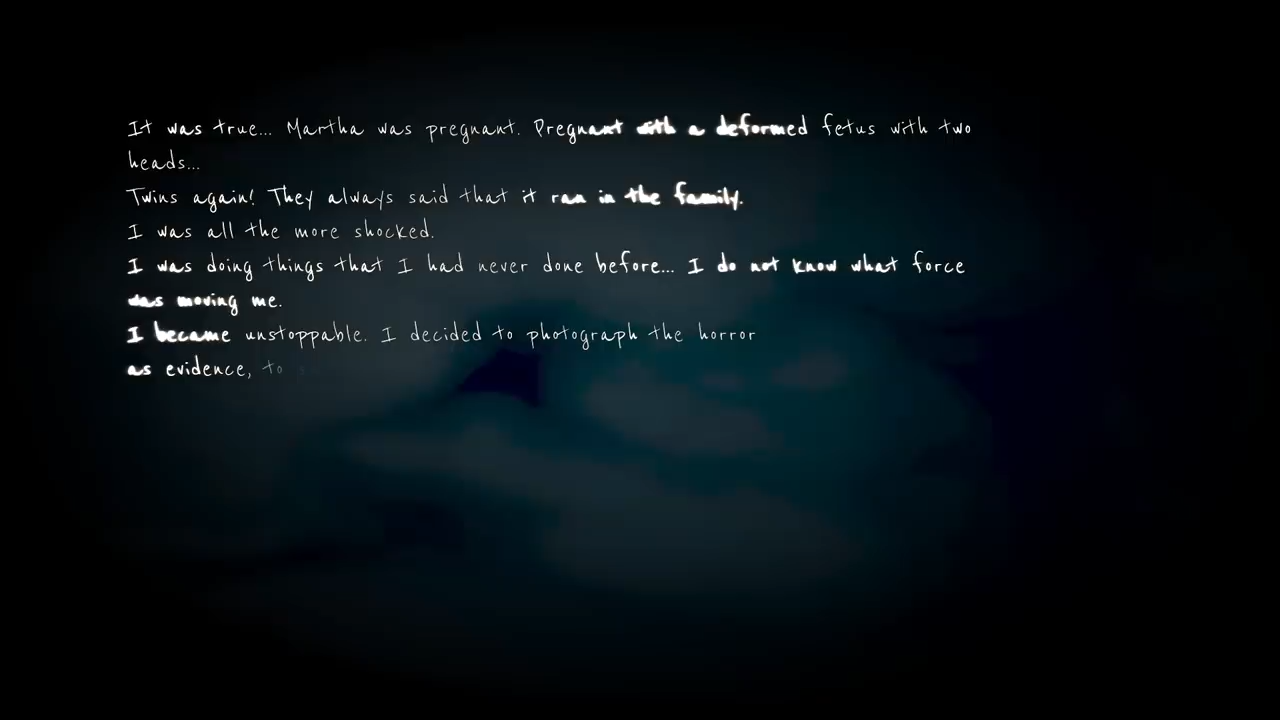 It was true... Martha was pregnant. Pregnant with a deformed fetus with two
heads...
Twins again! They always said that it ran in the family.
I was all the more shocked.
I was doing things that I had never done before... I do not know what force
was moving me.
I became unstoppable. I decided to photograph the horror
as evidence, to